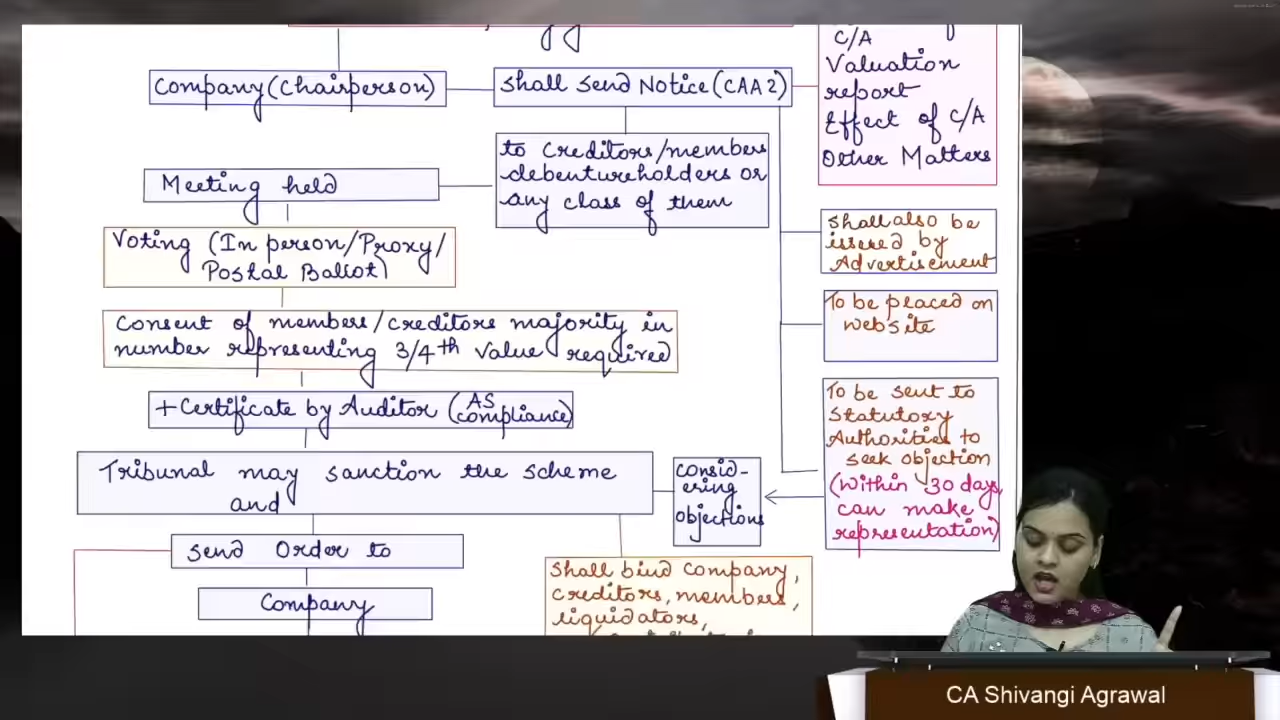 C/A
Valuation
report
Effect of C/A
Other Matters
Company(Chairperson)
Shall Send Notice(CAA2)
to creditors/members
debentureholders or
any class of them
Meeting held
Shall also be
issued by
Advertisement
Voting (In person/Proxy/
Postal Ballot)
To be placed on
website
Consent of members/creditors majority in
number representing 3/4th Value required
+Certificate by Auditor (AS
compliance)
To be sent to
Statutory
Authorities to
seek objection
(Within 30 days
can make
representation)
Tribunal may sanction the scheme
and
consid-
ering
objections
Send Order to
Company
Shall bind company,
creditors, members,
liquidators,
CA Shivangi Agrawal